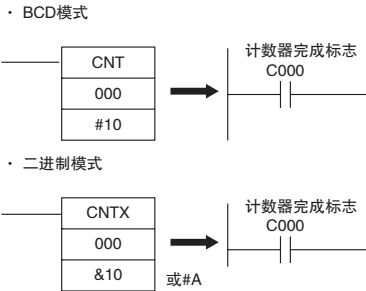 · BCD模式
CNT
000
#10
计数器完成标志
C000
· 二进制模式
CNTX
000
&10
或#A
计数器完成标志
C000